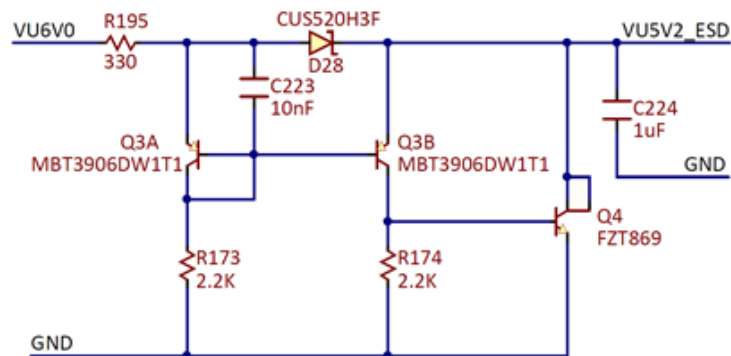 VU6V0
R195
330
CUS520H3F
D28
VU5V2_ESD
C223
10nF
C224
1uF
Q3A
MBT3906DW1T1
Q3B
MBT3906DW1T1
GND
Q4
FZT869
R173
2.2K
R174
2.2K
GND